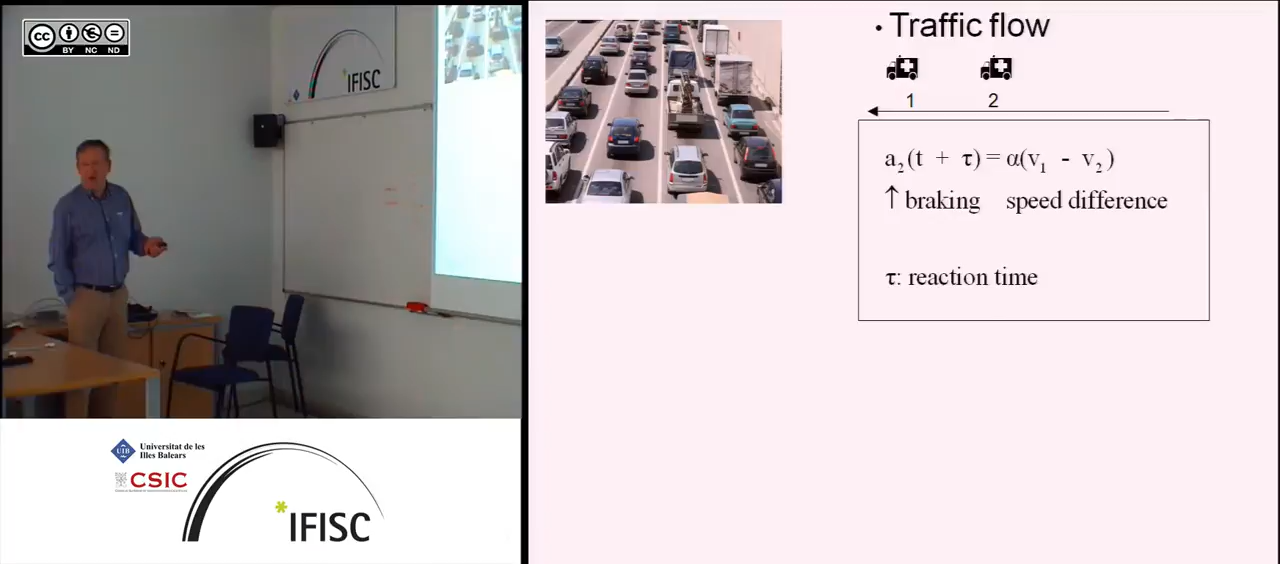 cc
BY NC ND
*IFISC
Universitat de les
Illes Balears
UIB
CSIC
*IFISC
• Traffic flow
1 2
a2(t + τ) = α(v1 - v2)
↑ braking speed difference
τ: reaction time